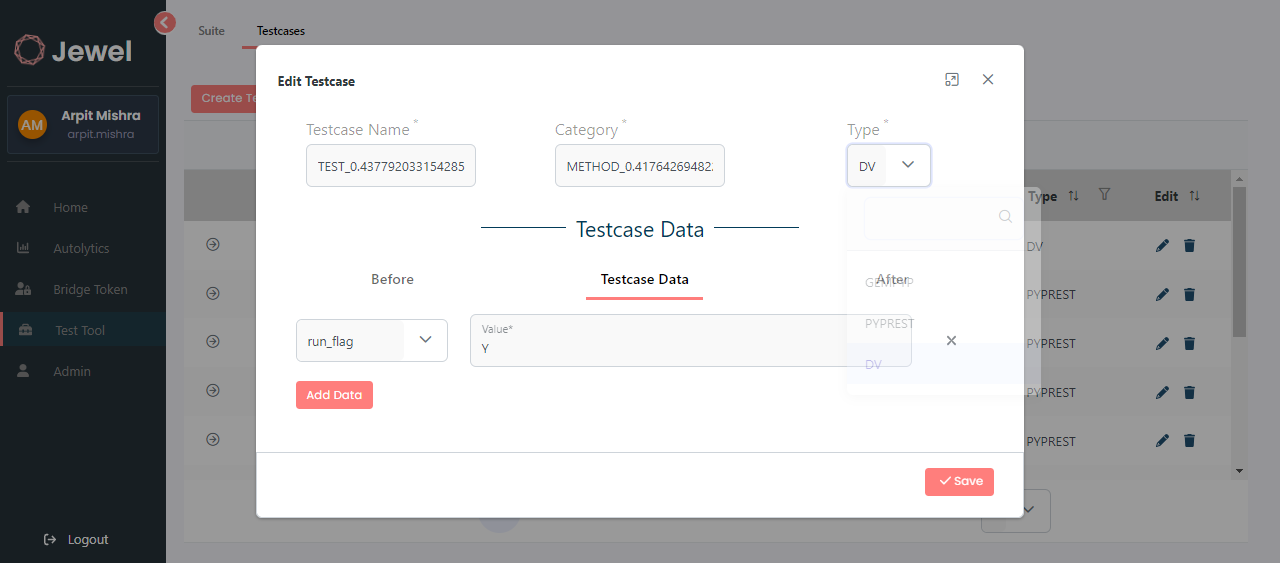 Jewel
Arpit Mishra
AM
arpit.mishra
Home
Autolytics
Bridge Token
Test Tool
Admin
Logout
Suite
Testcases
Create Te
Edit Testcase
Testcase Name *
Category *
Type *
TEST_0.437792033154285
METHOD_0.41764269482
DV
Testcase Data
Before
Testcase Data
After
PYPREST
DV
run_flag
Value*
Y
Add Data
Save
Type
Edit
DV
PYPREST
PYPREST
PYPREST
PYPREST